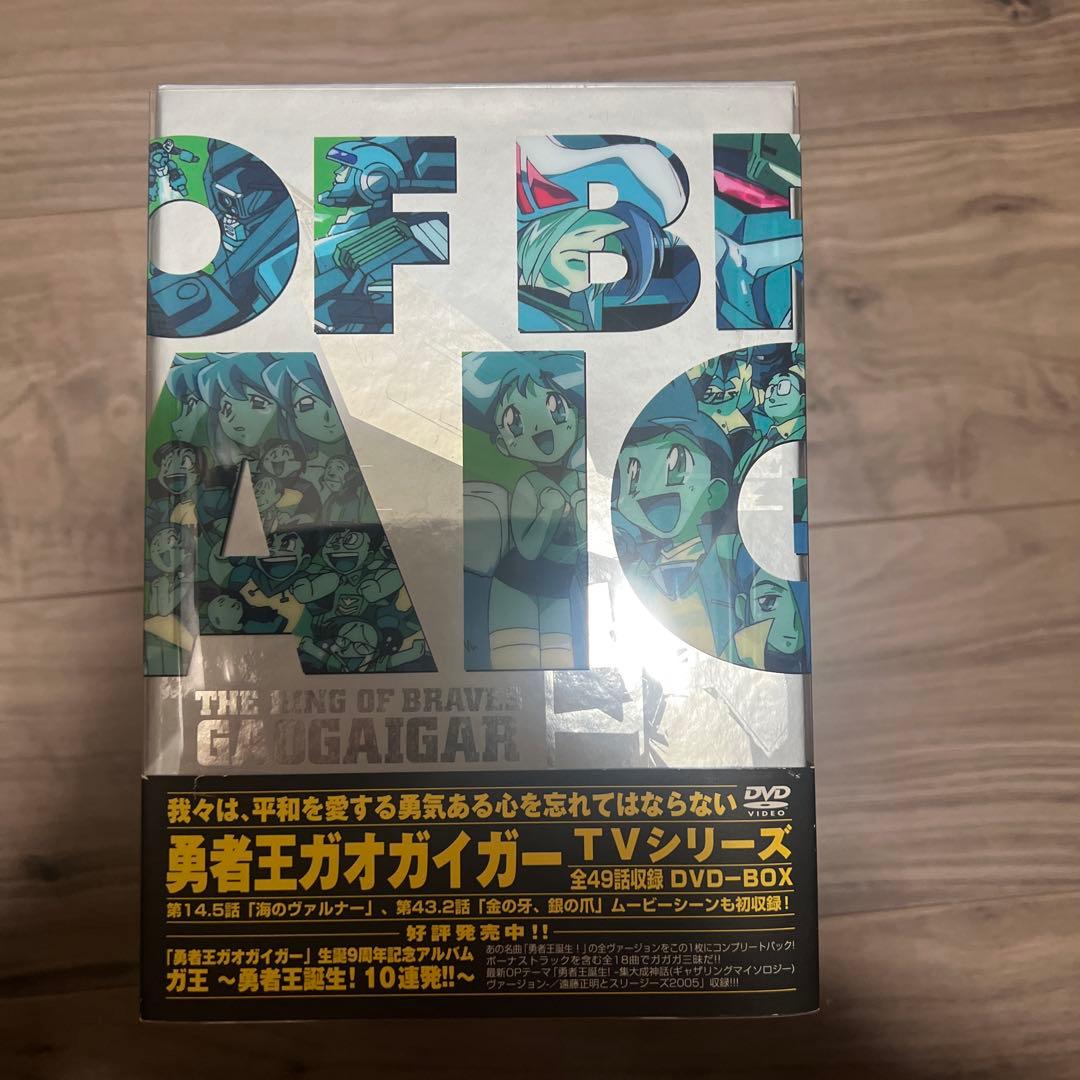 OF B
AIG
THE KING OF BRAVES
GAOGAIGAR
我々は、平和を愛する勇気ある心を忘れてはならない
DVD
VIDEO
勇者王ガオガイガー
TVシリーズ
全49話収録 DVD-BOX
第14.5話「海のヴァルナー」、第43.2話「金の牙、銀の爪」ムービーシーンも初収録!
好評発売中!!
「勇者王ガオガイガー」生誕9周年記念アルバム
ガ王 ~勇者王誕生!10連発!!~
あの名曲「勇者王誕生!」の全ヴァージョンをこの1枚にコンプリートパック!
ボーナストラックを含む全18曲でガガガ三昧だ!!
最新OPテーマ「勇者王誕生!-集大成神話(ギャザリングマイソロジー)
ヴァージョン-/遠藤正明とスリージーズ2005」収録!!!